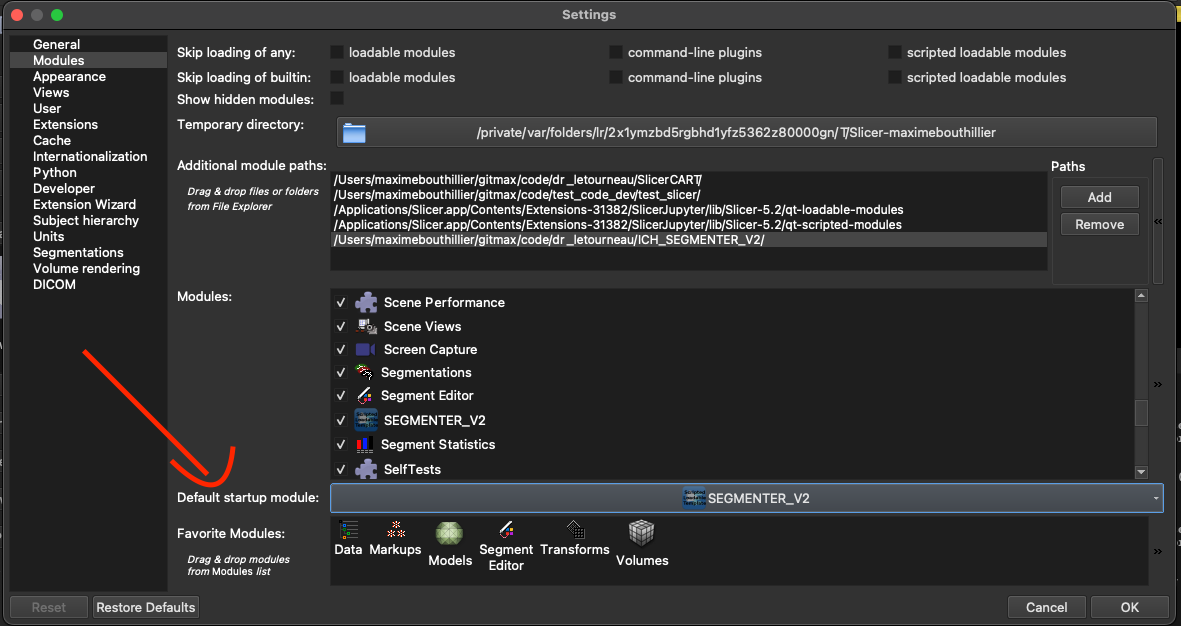 Settings
General
Modules
Appearance
Views
User
Extensions
Cache
Internationalization
Python
Developer
Extension Wizard
Subject hierarchy
Units
Segmentations
Volume rendering
DICOM
Skip loading of any: loadable modules command-line plugins scripted loadable modules
Skip loading of builtin: loadable modules command-line plugins scripted loadable modules
Show hidden modules:
Temporary directory: /private/var/folders/lr/2x1ymzbd5rgbhd1yfz5362z80000gn/T/Slicer-maximebouthillier
Additional module paths:
Drag & drop files or folders
from File Explorer
/Users/maximebouthillier/gitmax/code/dr_letourneau/SlicerCART/
/Users/maximebouthillier/gitmax/code/test_code_dev/test_slicer/
/Applications/Slicer.app/Contents/Extensions-31382/SlicerJupyter/lib/Slicer-5.2/qt-loadable-modules
/Applications/Slicer.app/Contents/Extensions-31382/SlicerJupyter/lib/Slicer-5.2/qt-scripted-modules
/Users/maximebouthillier/gitmax/code/dr_letourneau/ICH_SEGMENTER_V2/
Paths
Add
Remove
Modules:
Scene Performance
Scene Views
Screen Capture
Segmentations
Segment Editor
SEGMENTER_V2
Segment Statistics
SelfTests
Default startup module: SEGMENTER_V2
Favorite Modules:
Drag & drop modules
from Modules list
Data
Markups
Models
Segment
Editor
Transforms
Volumes
Reset Restore Defaults Cancel OK